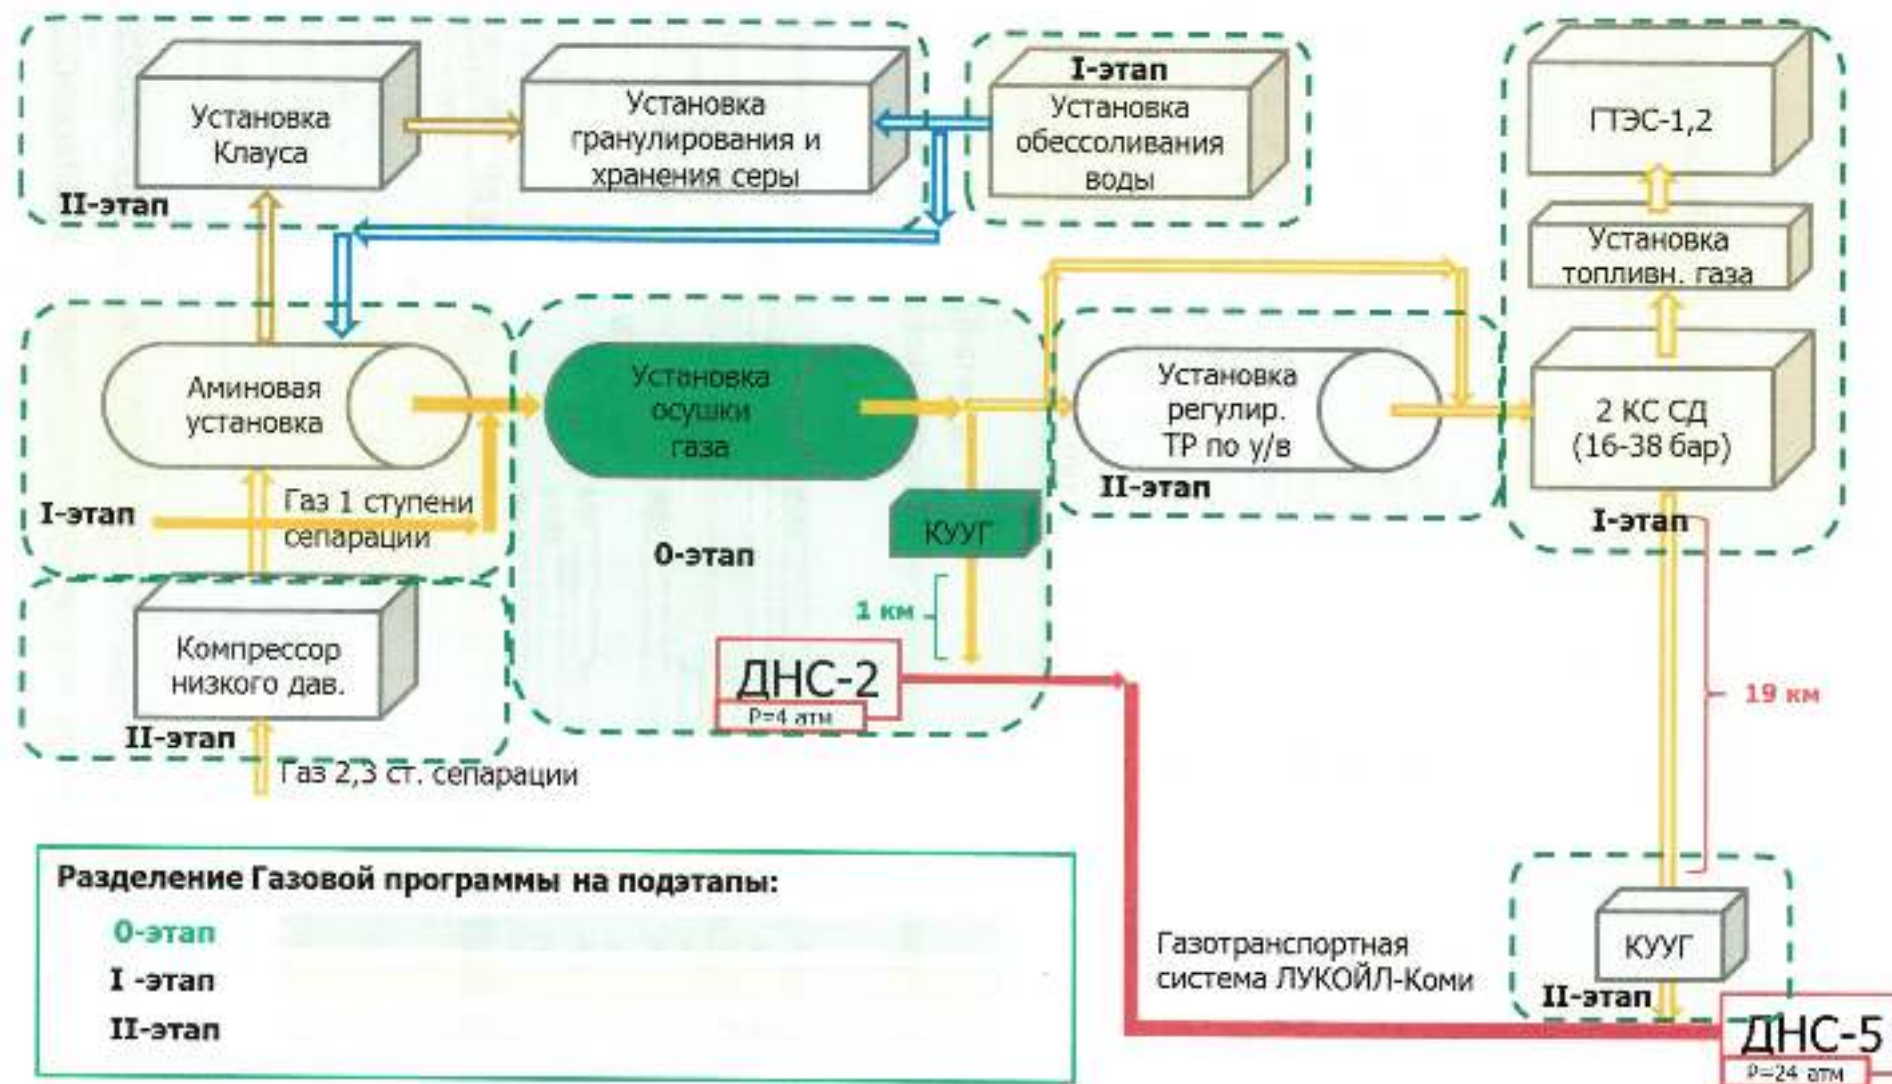 Установка
Клауса
II-этап
Установка
гранулирования и
хранения серы
I-этап
Установка
обессоливания
воды
ГТЭС-1,2
Установка
топливн. газа
2 КС СД
(16-38 бар)
I-этап
Аминовая
установка
I-этап
Газ 1 ступени
сепарации
Установка
осушки
газа
КУУГ
0-этап
1 км
Установка
регулир.
ТР по у/в
II-этап
Компрессор
низкого дав.
II-этап
Газ 2,3 ст. сепарации
ДНС-2
P=4 атм
19 км
Разделение Газовой программы на подэтапы:
0-этап
I -этап
II-этап
Газотранспортная
система ЛУКОЙЛ-Коми
КУУГ
II-этап
ДНС-5
P=24 атм